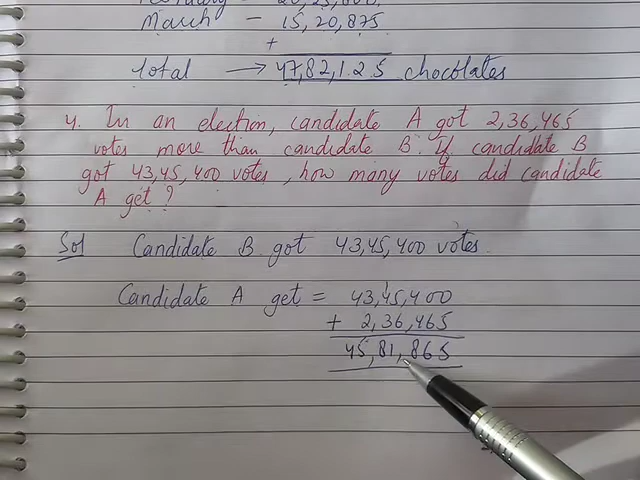 March - 15,20,875
+
Total → 47,82,125 chocolates
4. In an election, candidate A got 2,36,465
votes more than candidate B. If candidate B
got 43,45,400 votes, how many votes did candidate
A get?
Sol Candidate B got 43,45,400 votes.
Candidate A get = 43,45,400
+ 2,36,465
45,81,865